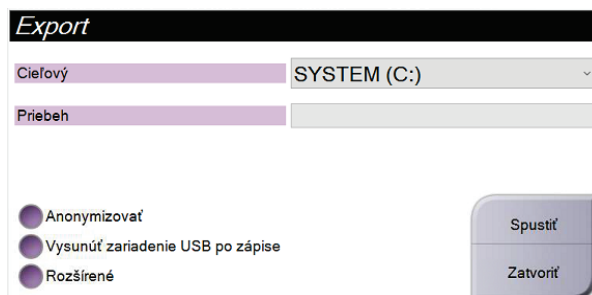 Export
Cieľový
SYSTEM (C:)
Priebeh
Anonymizovať
Vysunúť zariadenie USB po zápise
Rozšírené
Spustiť
Zatvoriť